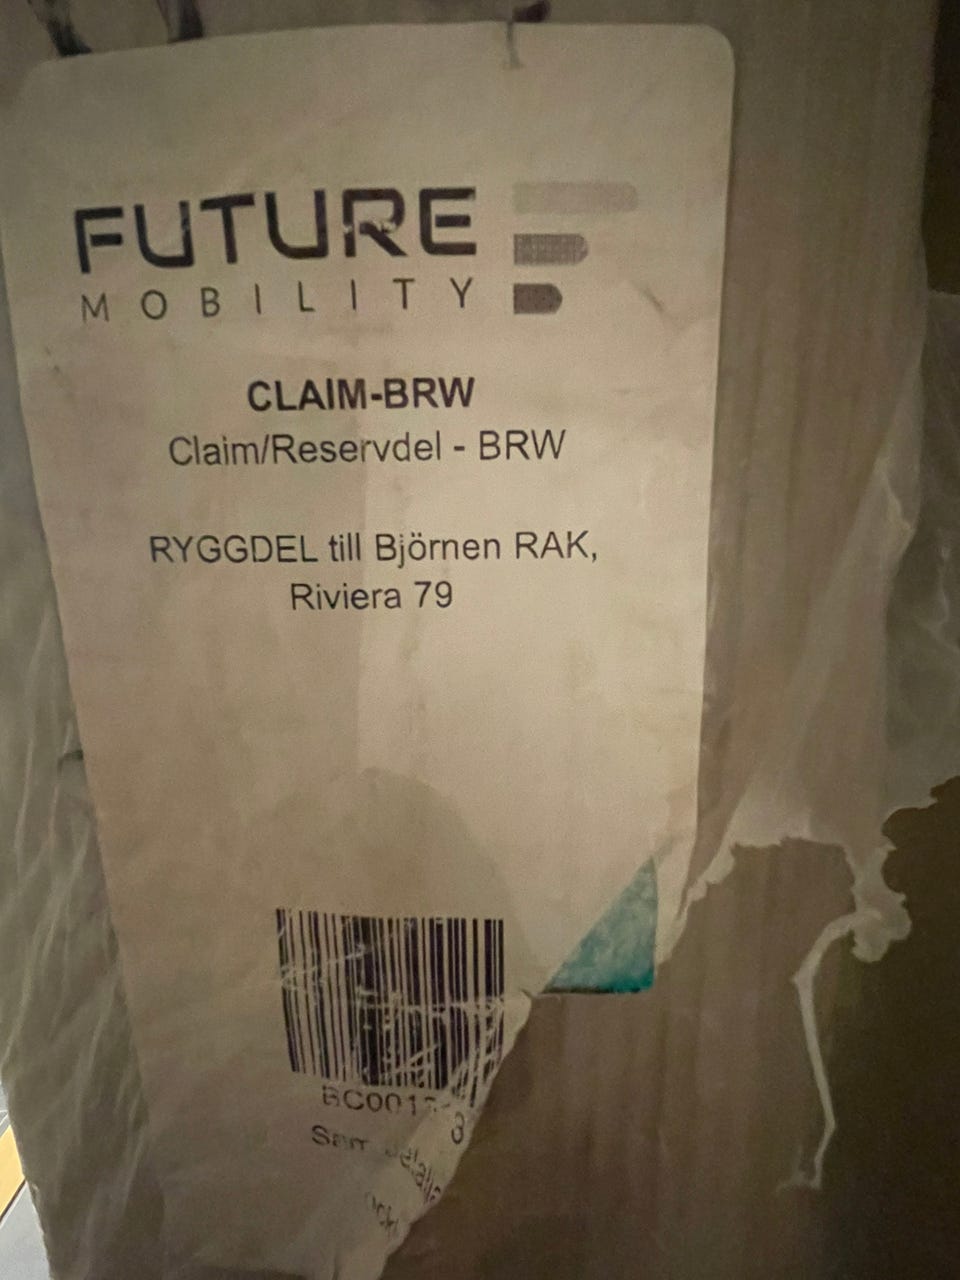 FUTURE
MOBILITY
CLAIM-BRW
Claim/Reservdel - BRW
RYGGDEL till Björnen RAK,
Riviera 79